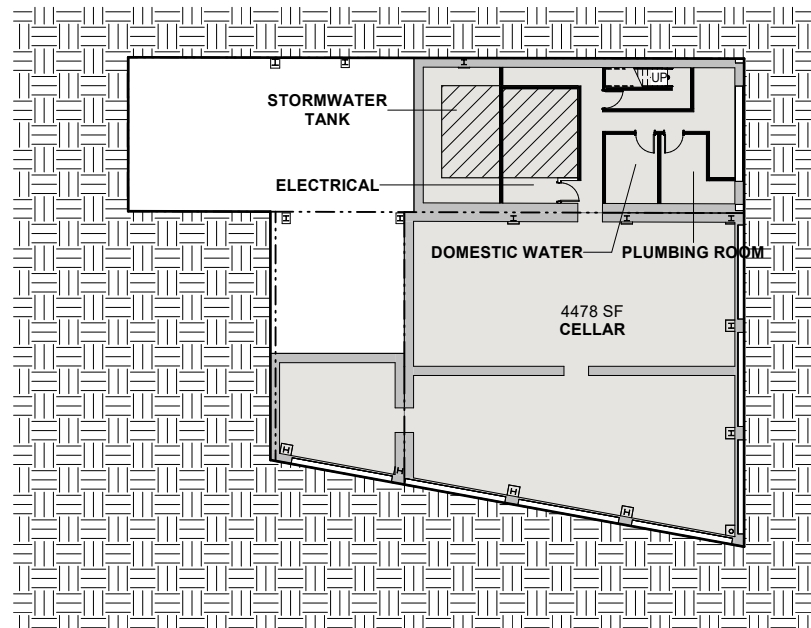 UP
STORMWATER
TANK
ELECTRICAL
DOMESTIC WATER
PLUMBING ROOM
4478 SF
CELLAR